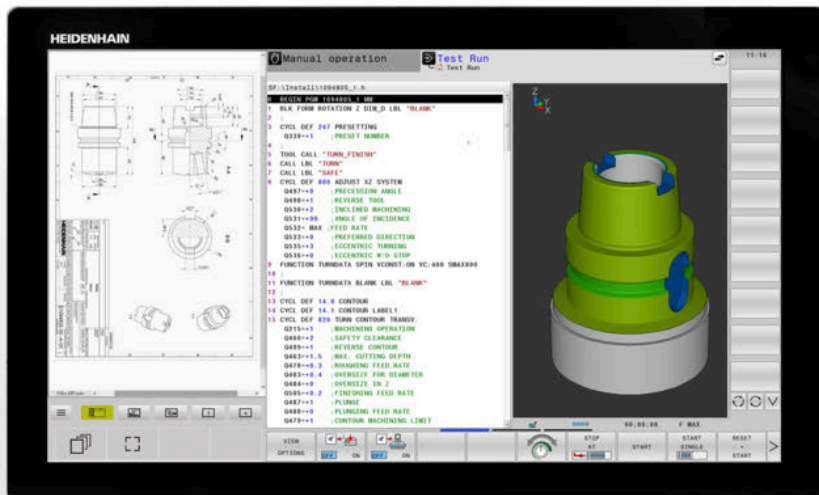 HEIDENHAIN
Manual operation
Test Run
Test Run
11:16
SF:\Install\1094805_1.h
0 BEGIN PGM 1094805_1 MM
1 BLK FORM ROTATION Z DIM_D LBL "BLANK"
2 ;
3 CYCL DEF 247 PRESETTING
Q339=+1 ;PRESET NUMBER
4 ;
5 TOOL CALL "TURN_FINISH"
6 CALL LBL "TURN"
7 CALL LBL "SAFE"
8 CYCL DEF 800 ADJUST XZ SYSTEM
Q497=+0 ;PRECESSION ANGLE
Q498=+1 ;REVERSE TOOL
Q530=+2 ;INCLINED MACHINING
Q531=+90 ;ANGLE OF INCIDENCE
Q532= MAX ;FEED RATE
Q533=+0 ;PREFERRED DIRECTION
Q535=+3 ;ECCENTRIC TURNING
Q536=+0 ;ECCENTRIC W/O STOP
9 FUNCTION TURNDATA SPIN VCONST:ON VC:400 SMAX800
10 ;
11 FUNCTION TURNDATA BLANK LBL "BLANK"
12 ;
13 CYCL DEF 14.0 CONTOUR
14 CYCL DEF 14.1 CONTOUR LABEL1
15 CYCL DEF 820 TURN CONTOUR TRANSV.
Q215=+1 ;MACHINING OPERATION
Q460=+2 ;SAFETY CLEARANCE
Q499=+1 ;REVERSE CONTOUR
Q463=+1.5 ;MAX. CUTTING DEPTH
Q478=+0.3 ;ROUGHING FEED RATE
Q483=+0.4 ;OVERSIZE FOR DIAMETER
Q484=+0 ;OVERSIZE IN Z
Q505=+0.2 ;FINISHING FEED RATE
Q487=+1 ;PLUNGE
Q488=+0 ;PLUNGING FEED RATE
Q479=+1 ;CONTOUR MACHINING LIMIT
Z
Y
X
HEIDENHAIN
00:00:00 F MAX
VIEW
OPTIONS
OFF ON
OFF ON
STOP
AT
START
START
SINGLE
RESET
+
START